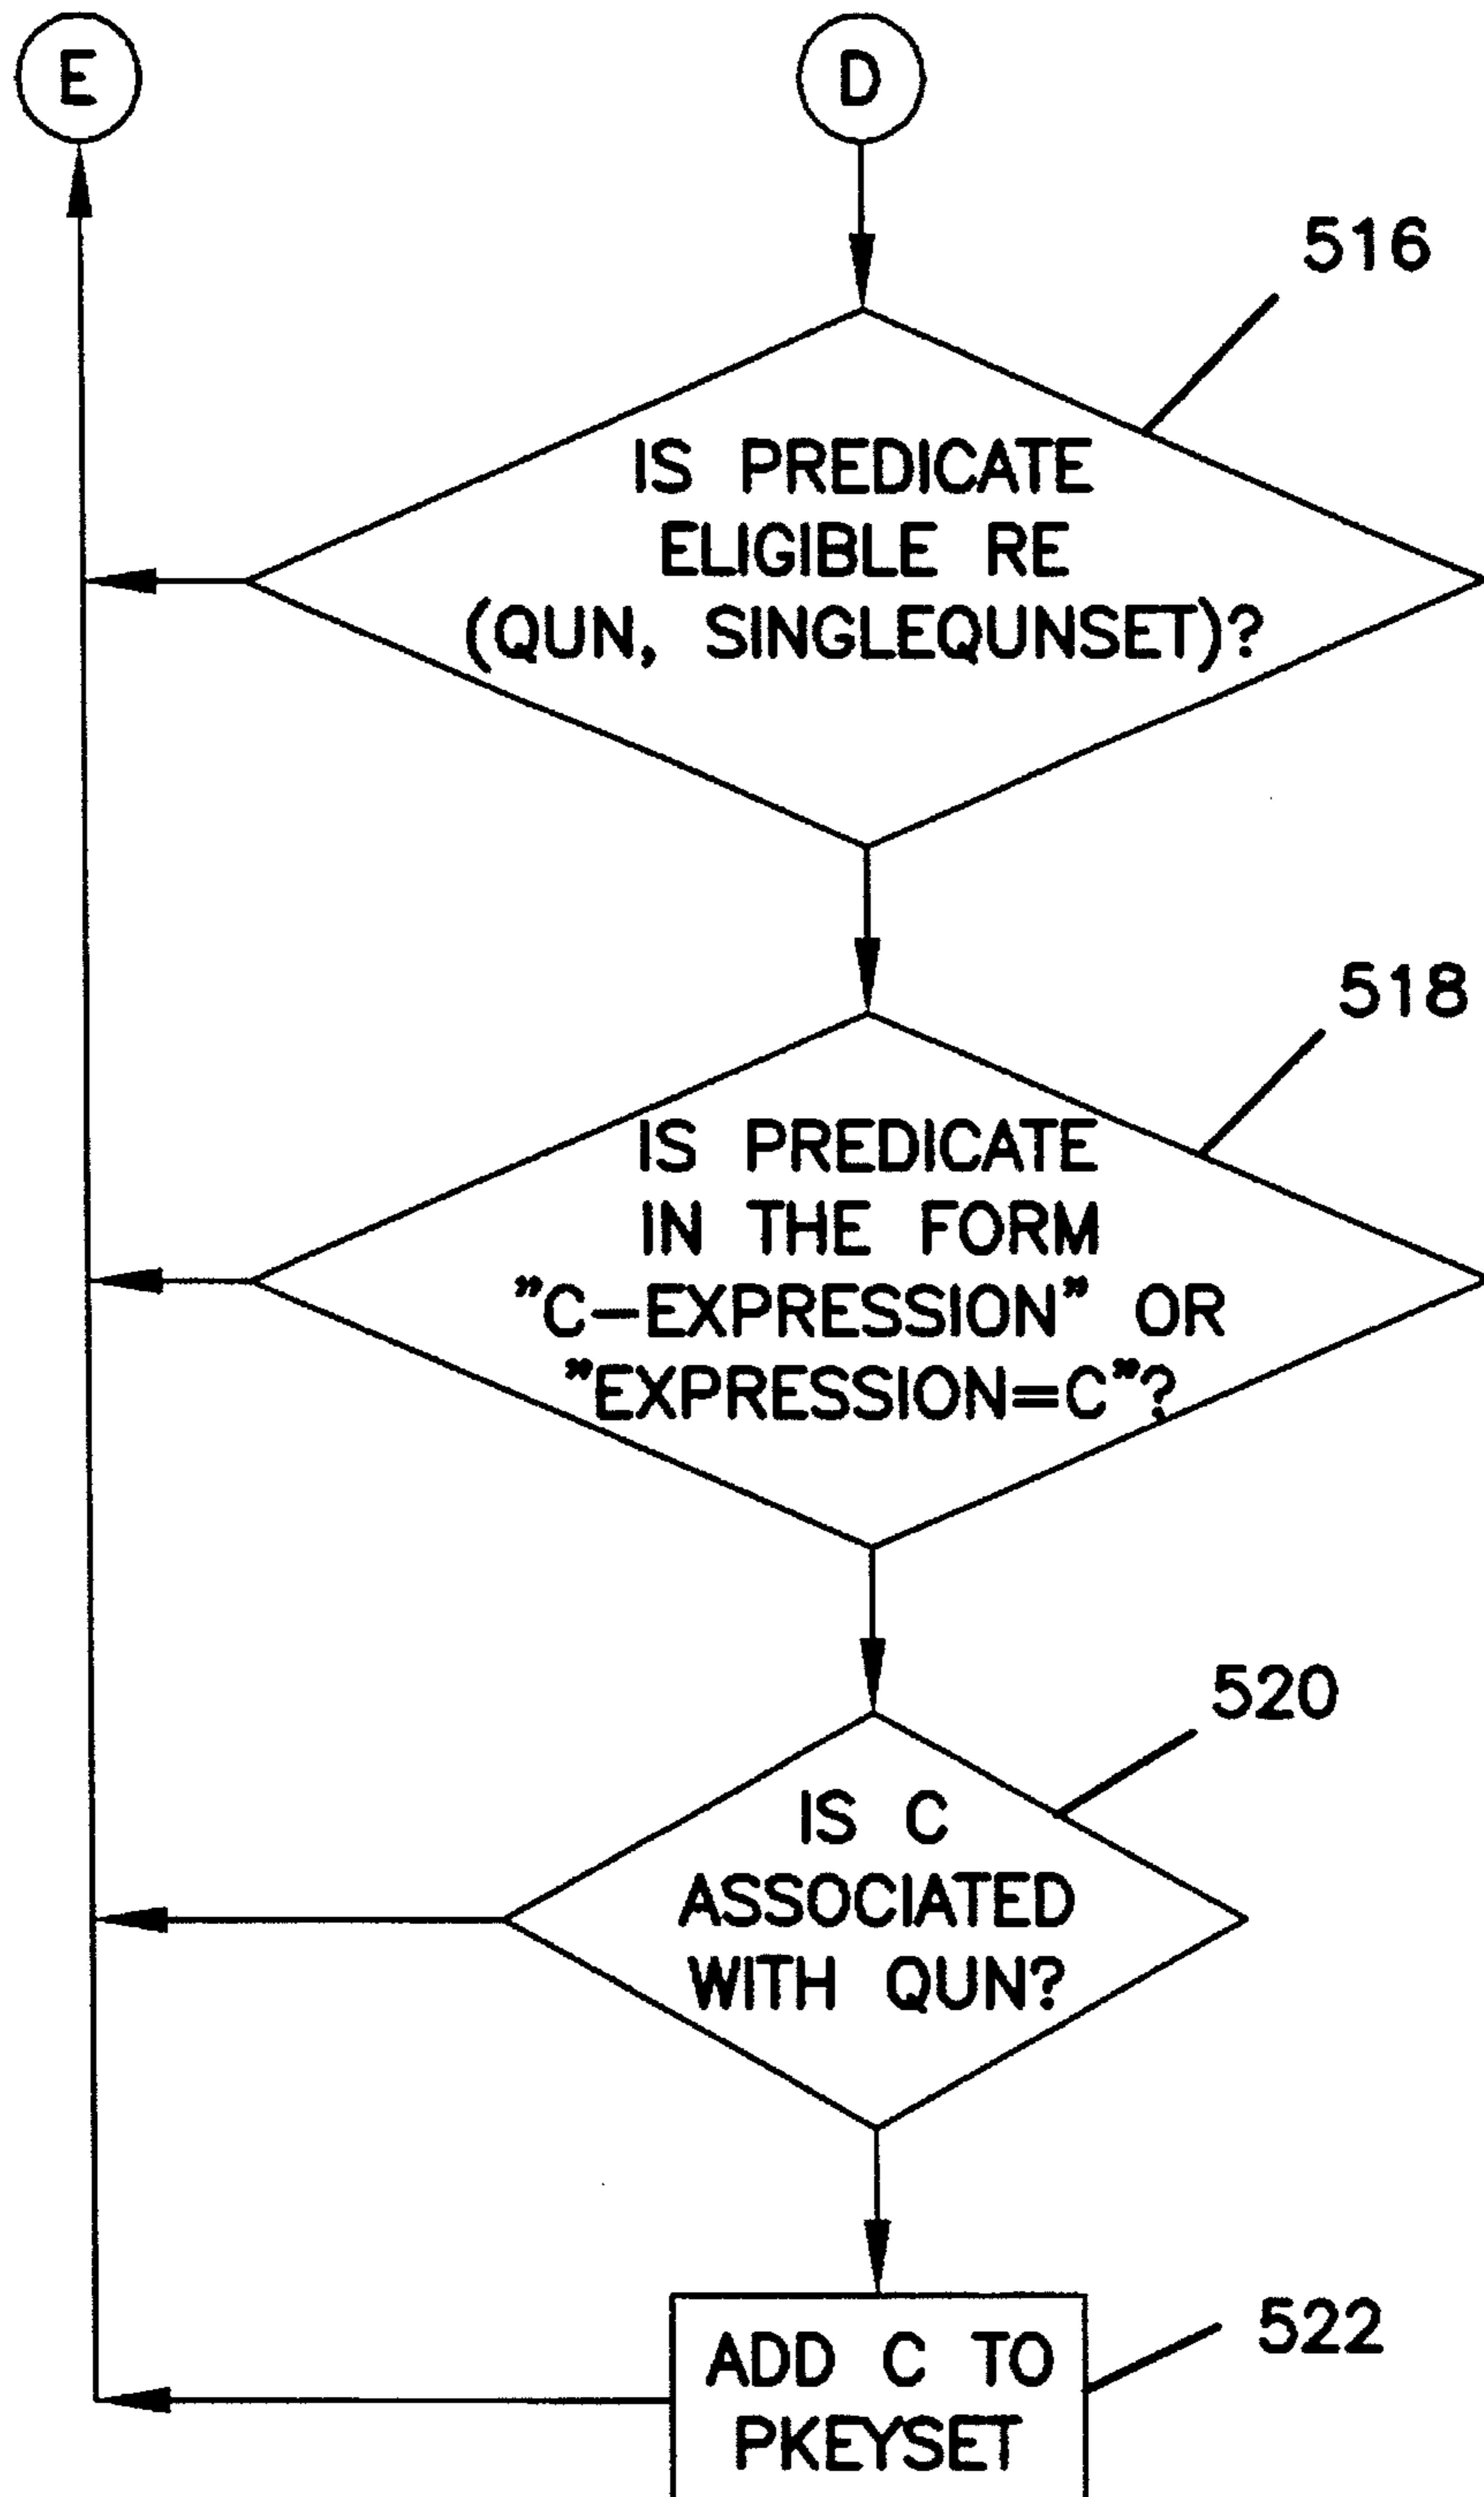 E
D
516
IS PREDICATE
ELIGIBLE RE
(QUN, SINGLEQUNSET)?
518
IS PREDICATE
IN THE FORM
"C-EXPRESSION" OR
"EXPRESSION=C"?
520
IS C
ASSOCIATED
WITH QUN?
522
ADD C TO
PKEYSET